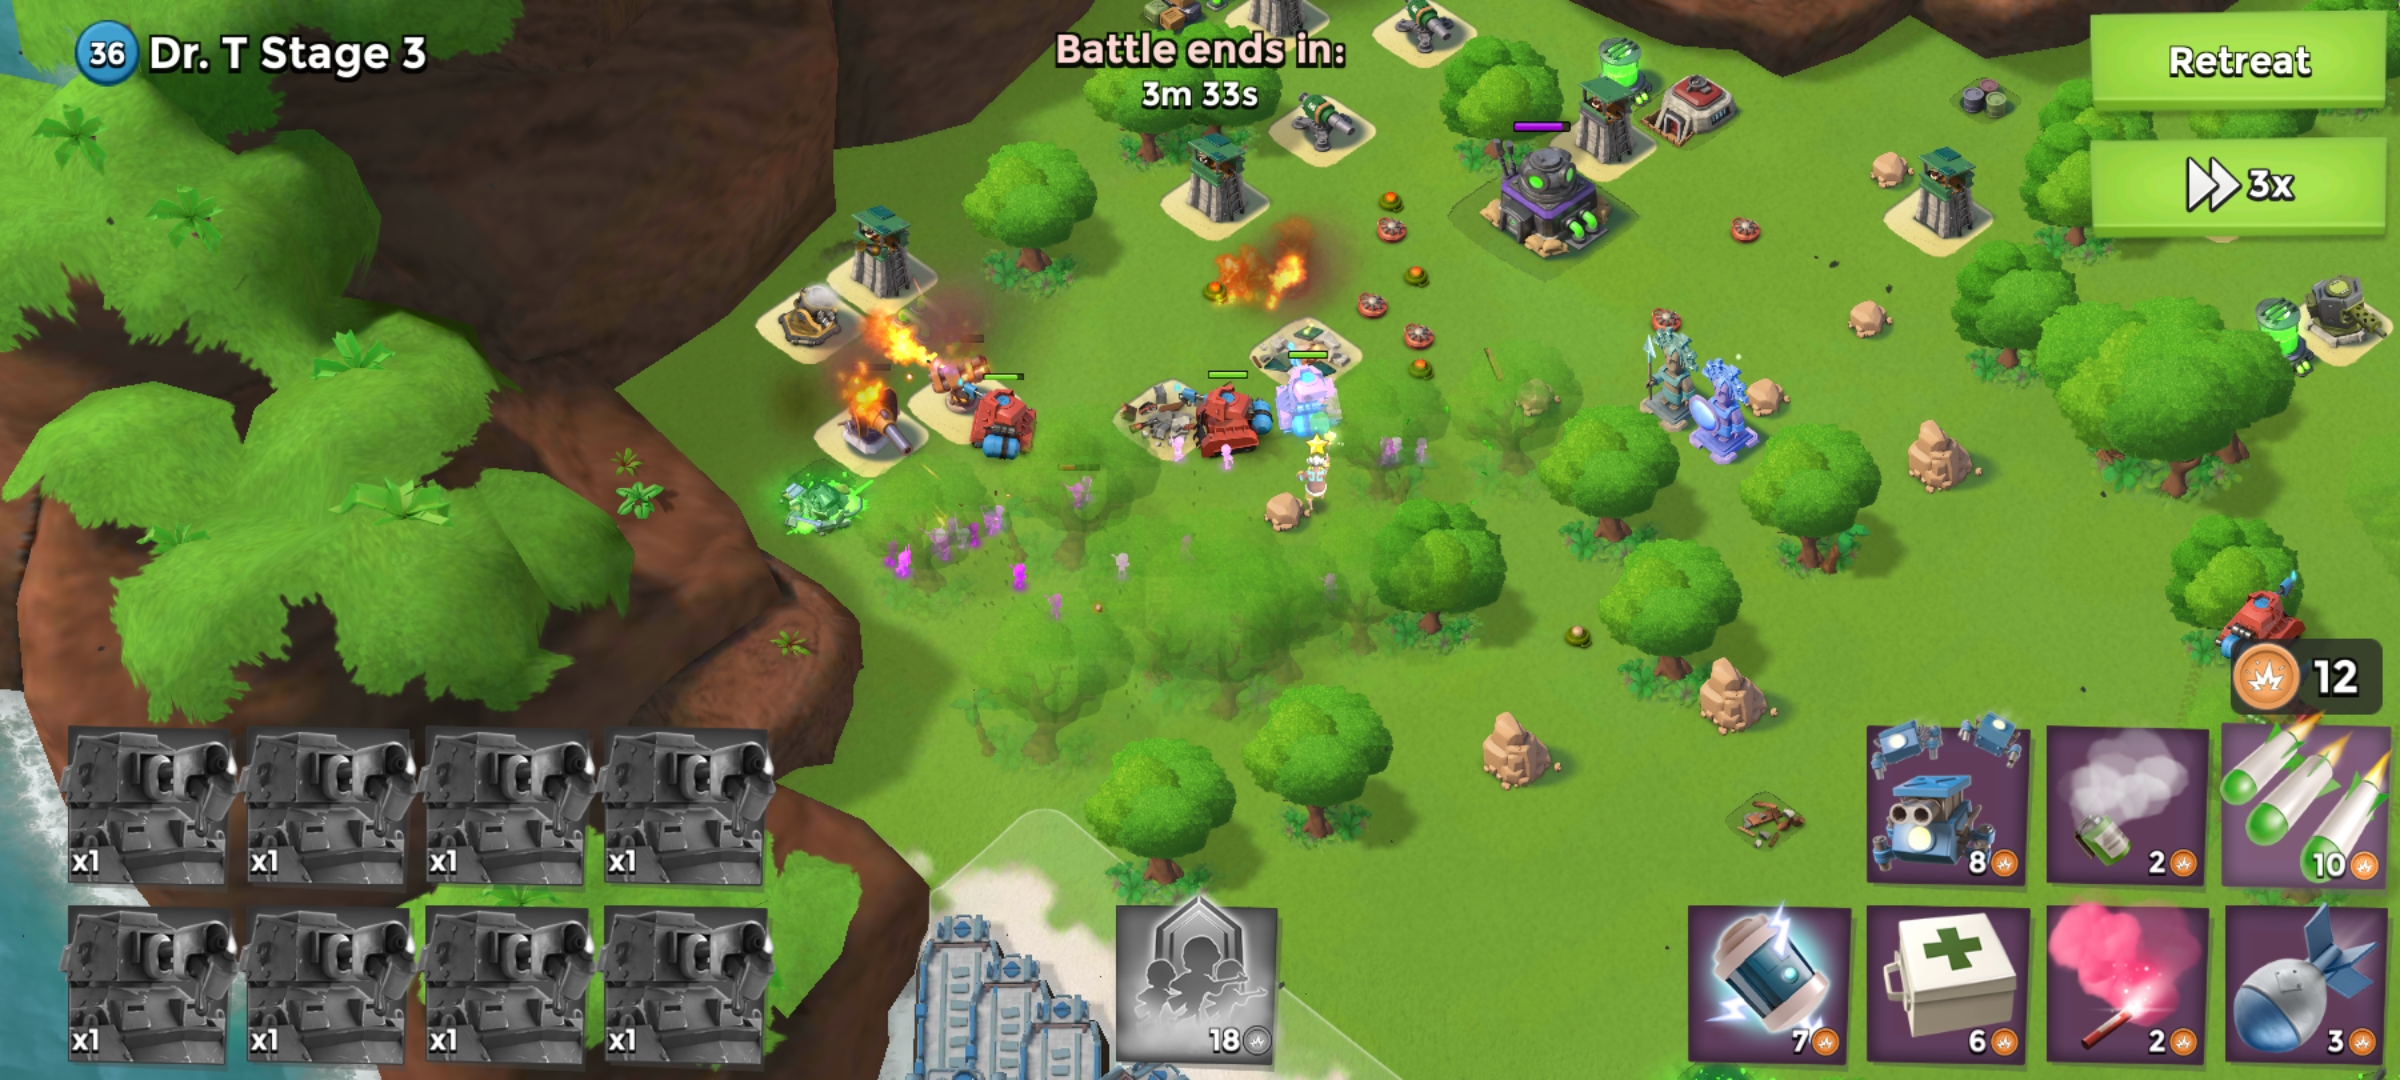 36 Dr. T Stage 3
Battle ends in:
3m 33s
Retreat
3x
12
x1 x1 x1 x1
8 2 10
x1 x1 x1 x1
18
7 6 2 3